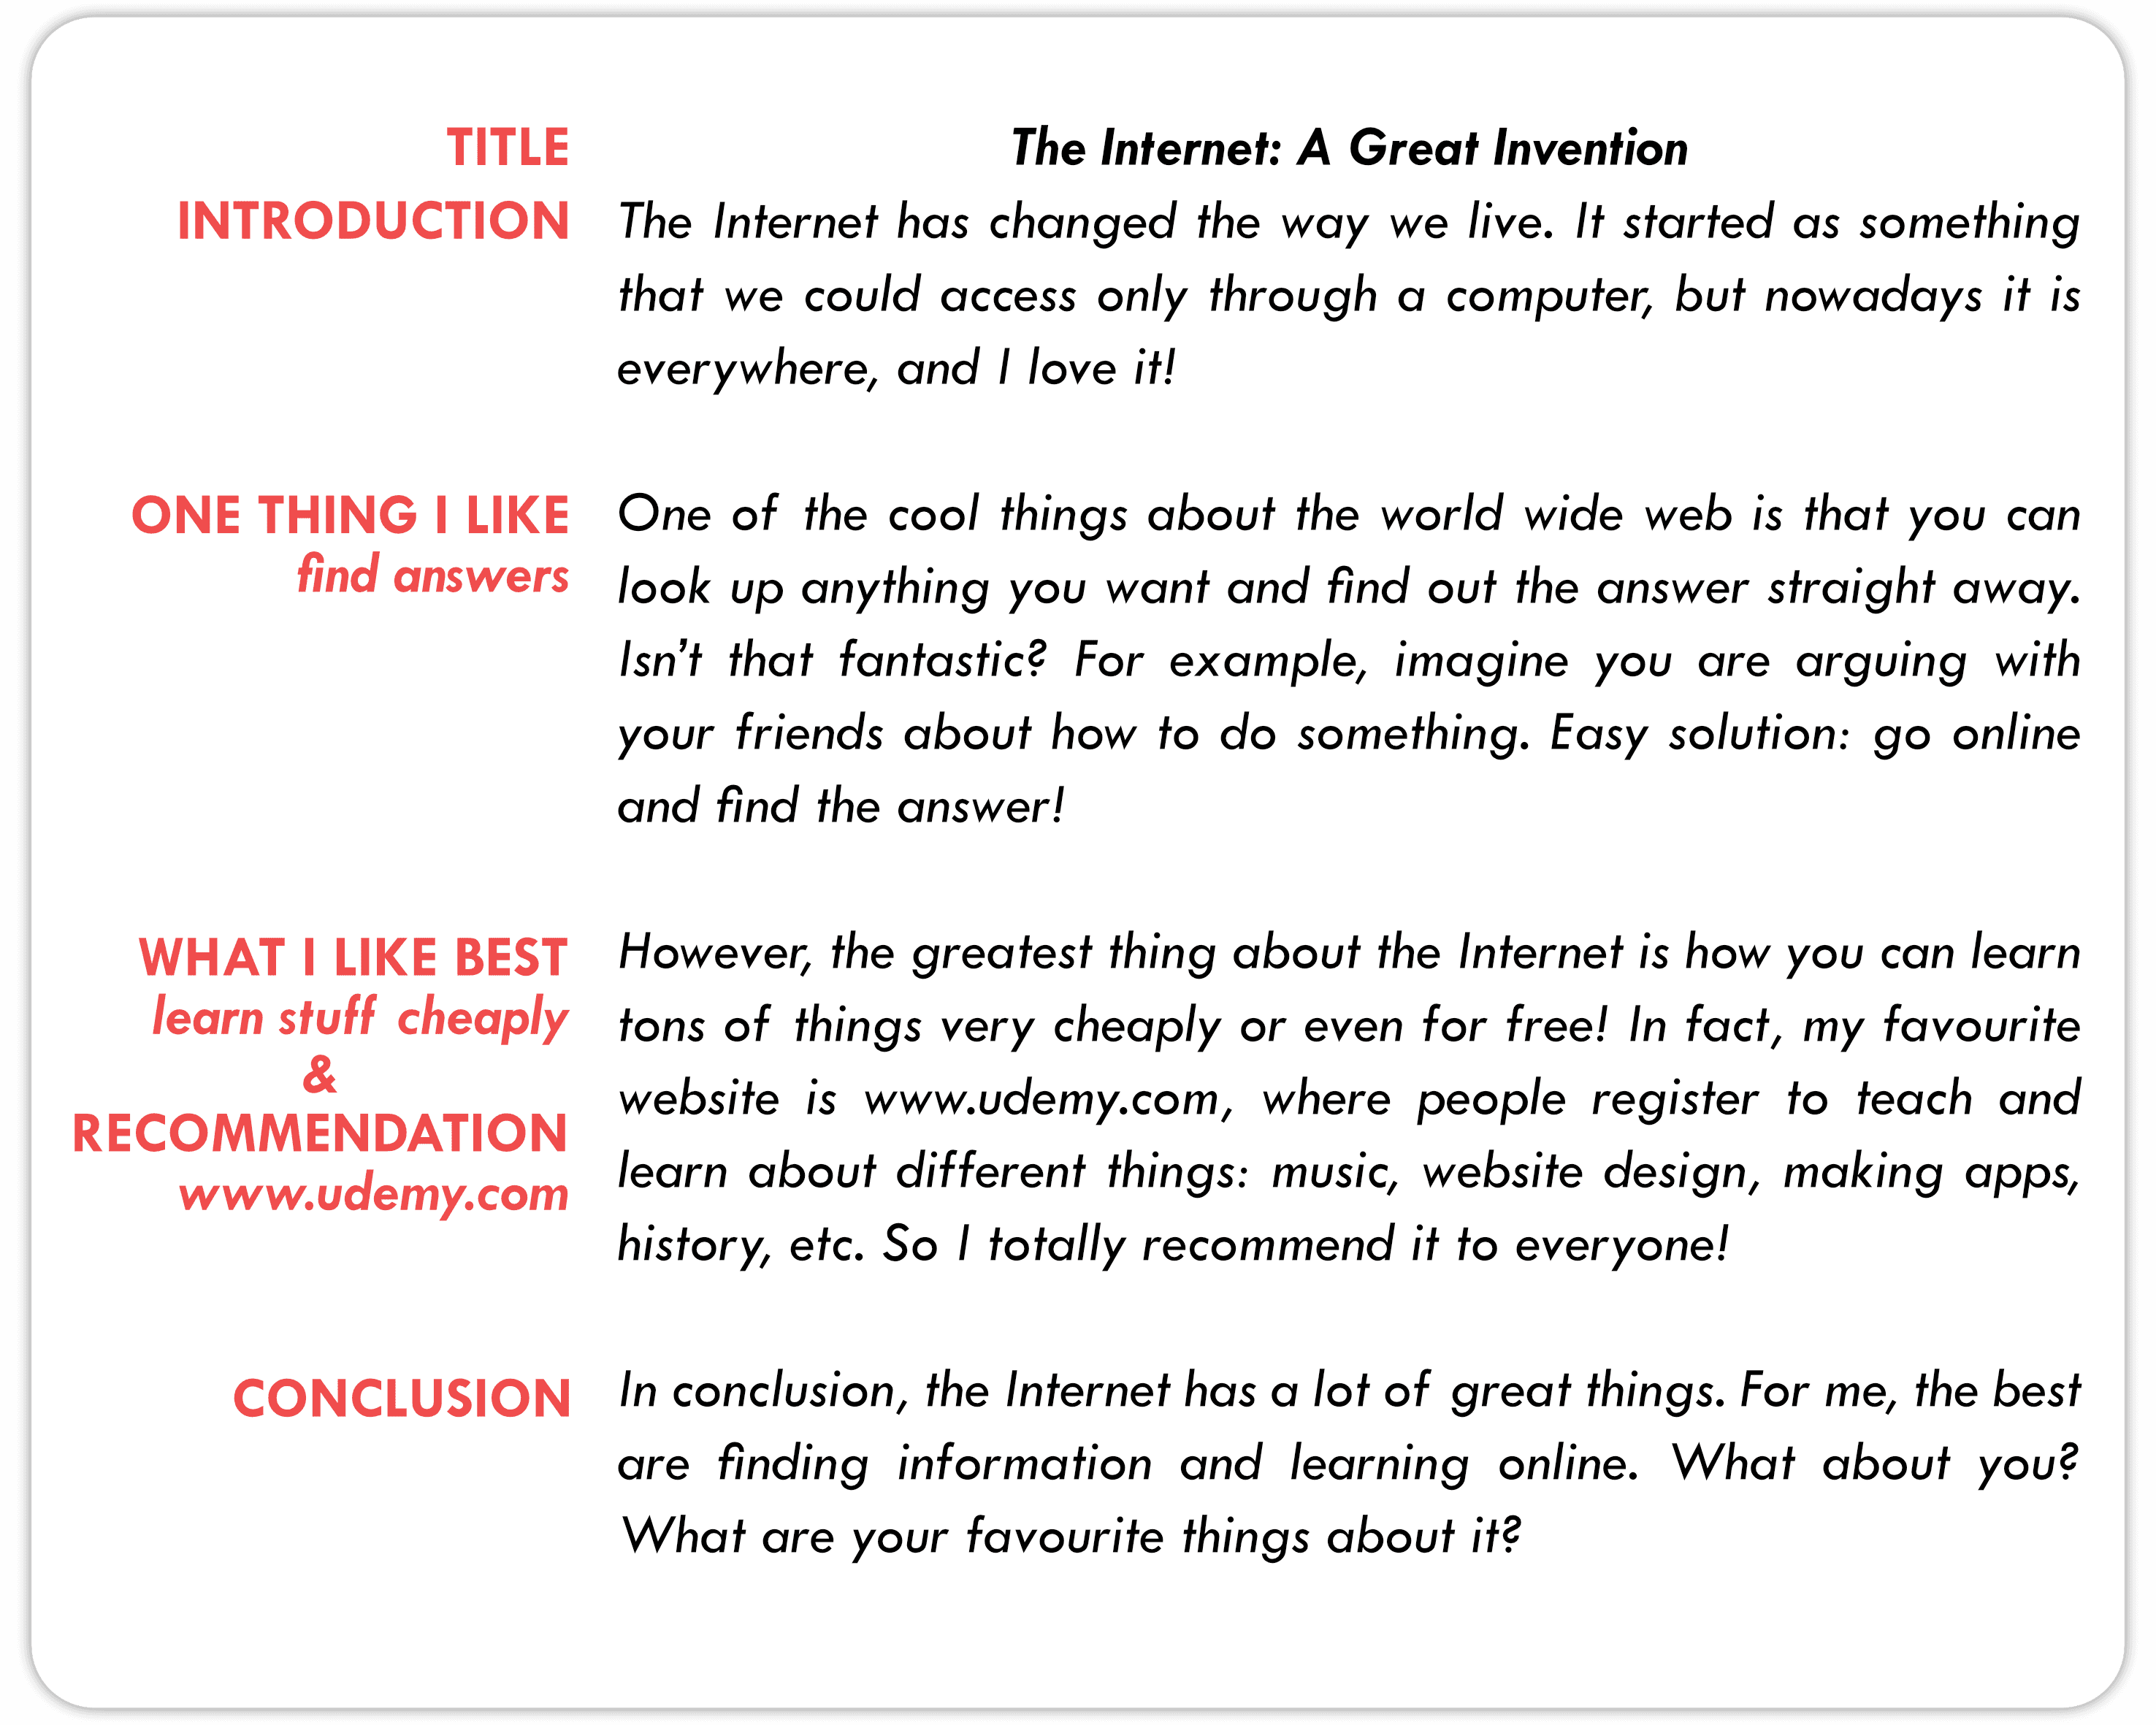 TITLE
The Internet: A Great Invention
INTRODUCTION
The Internet has changed the way we live. It started as something
that we could access only through a computer, but nowadays it is
everywhere, and I love it!
ONE THING I LIKE
find answers
One of the cool things about the world wide web is that you can
look up anything you want and find out the answer straight away.
Isn’t that fantastic? For example, imagine you are arguing with
your friends about how to do something. Easy solution: go online
and find the answer!
WHAT I LIKE BEST
learn stuff cheaply
&
RECOMMENDATION
www.udemy.com
However, the greatest thing about the Internet is how you can learn
tons of things very cheaply or even for free! In fact, my favourite
website is www.udemy.com, where people register to teach and
learn about different things: music, website design, making apps,
history, etc. So I totally recommend it to everyone!
CONCLUSION
In conclusion, the Internet has a lot of great things. For me, the best
are finding information and learning online. What about you?
What are your favourite things about it?